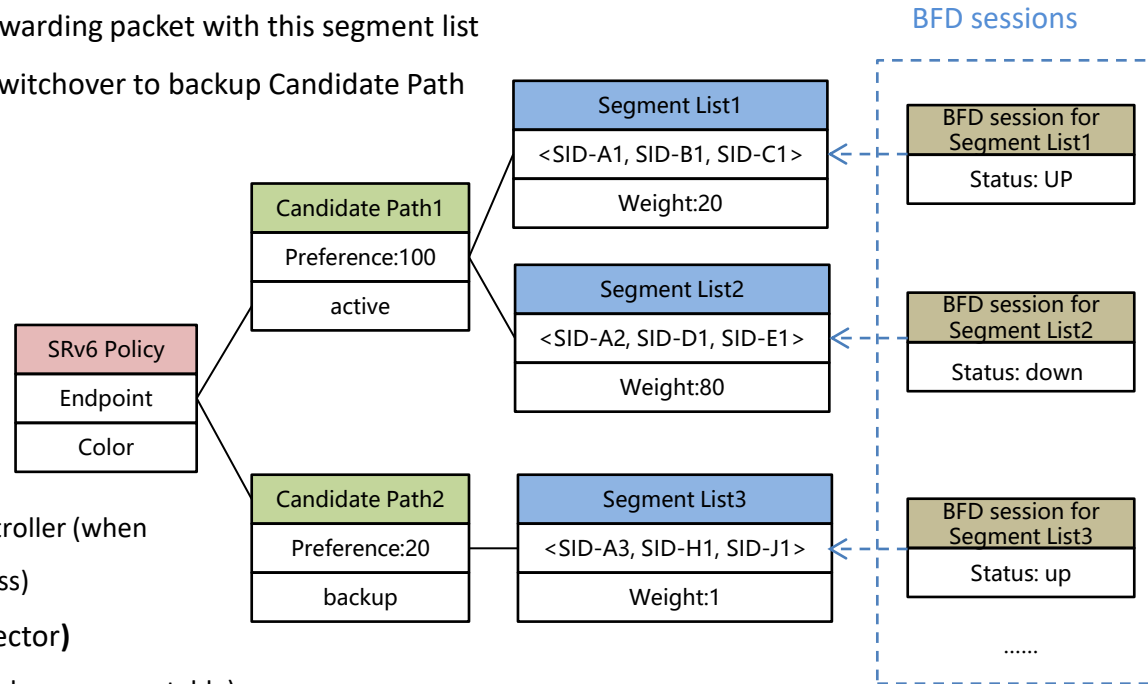 BFD sessions
warding packet with this segment list
witchover to backup Candidate Path
Segment List1
<SID-A1, SID-B1, SID-C1>
Weight:20
BFD session for
Segment List1
Status: UP
Candidate Path1
Preference:100
active
Segment List2
<SID-A2, SID-D1, SID-E1>
Weight:80
BFD session for
Segment List2
Status: down
SRv6 Policy
Endpoint
Color
Candidate Path2
Preference:20
backup
Segment List3
<SID-A3, SID-H1, SID-J1>
Weight:1
BFD session for
Segment List3
Status: up
......
troller (when
ss)
ector)